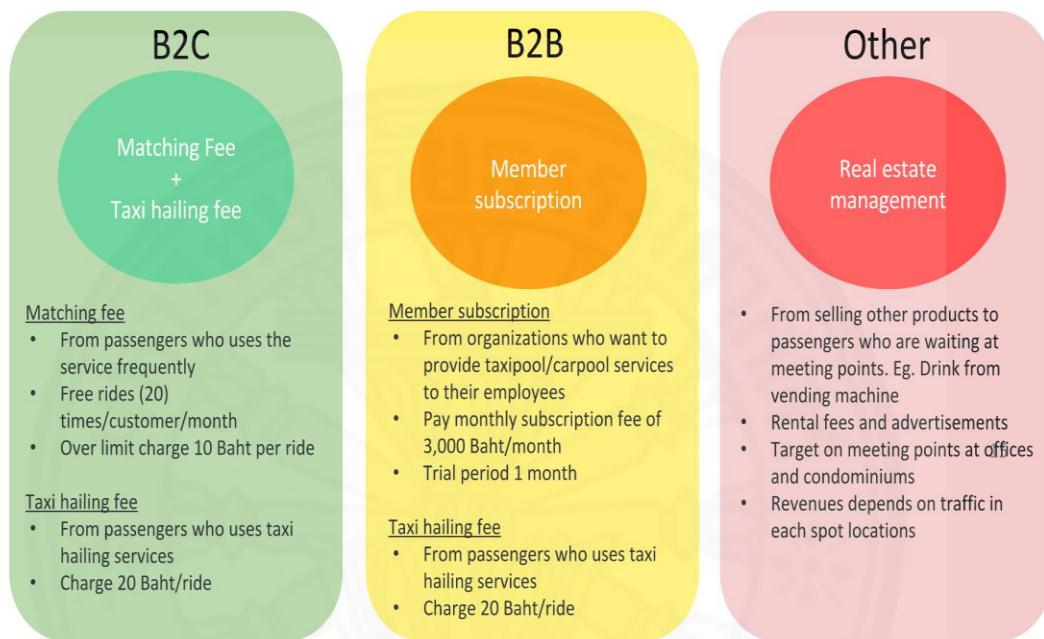 B2C
Matching Fee
+
Taxi hailing fee
Matching fee
• From passengers who uses the
service frequently
• Free rides (20)
times/customer/month
• Over limit charge 10 Baht per ride
Taxi hailing fee
• From passengers who uses taxi
hailing services
• Charge 20 Baht/ride
B2B
Member
subscription
Member subscription
• From organizations who want to
provide taxipool/carpool services
to their employees
• Pay monthly subscription fee of
3,000 Baht/month
• Trial period 1 month
Taxi hailing fee
• From passengers who uses taxi
hailing services
• Charge 20 Baht/ride
Other
Real estate
management
• From selling other products to
passengers who are waiting at
meeting points. Eg. Drink from
vending machine
• Rental fees and advertisements
• Target on meeting points at offices
and condominiums
• Revenues depends on traffic in
each spot locations